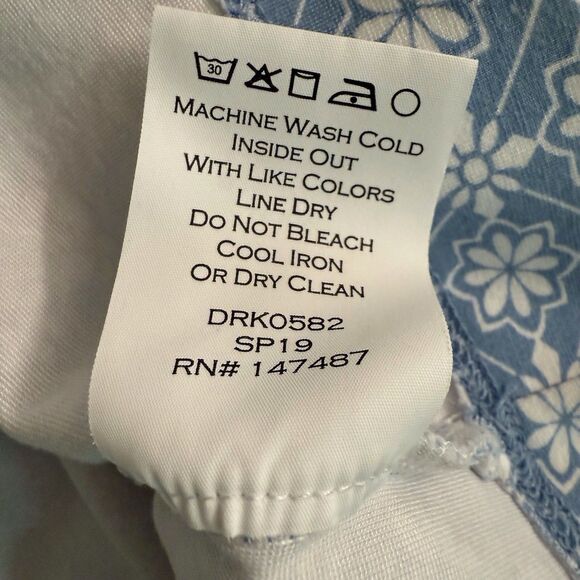 30
MACHINE WASH COLD
INSIDE OUT
WITH LIKE COLORS
LINE DRY
DO NOT BLEACH
COOL IRON
OR DRY CLEAN
DRK0582
SP19
RN# 147487